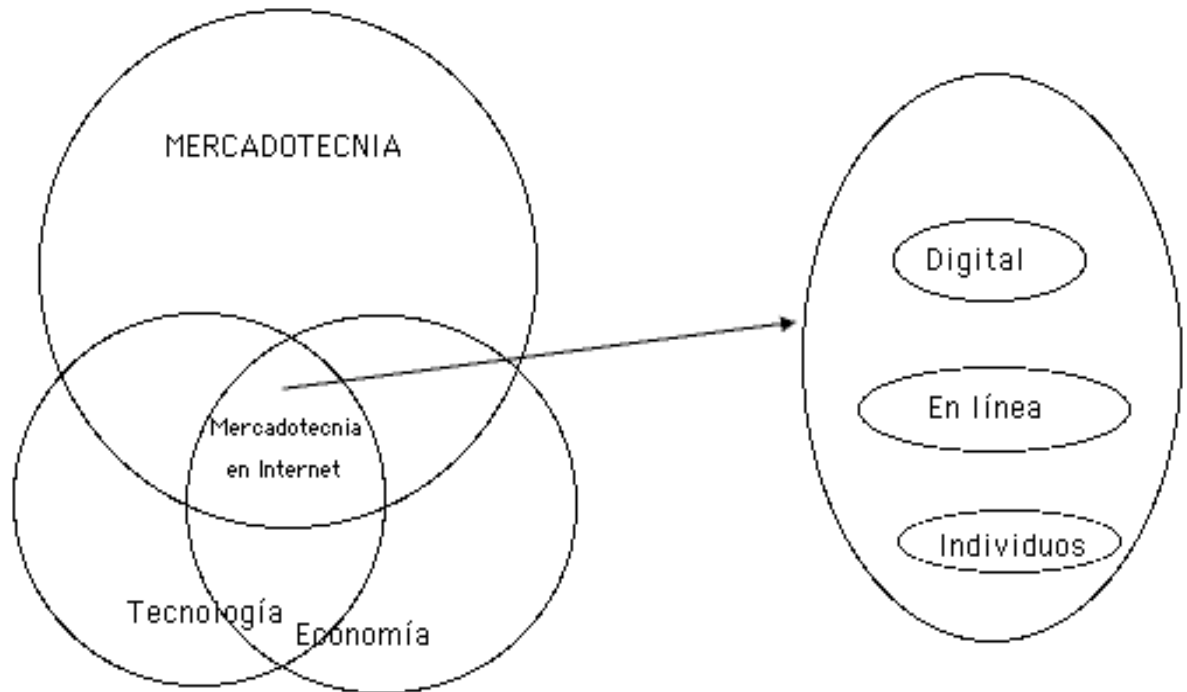 MERCADOTECNIA
Mercadotecnia
en Internet
Tecnología
Economía
Digital
En línea
Individuos